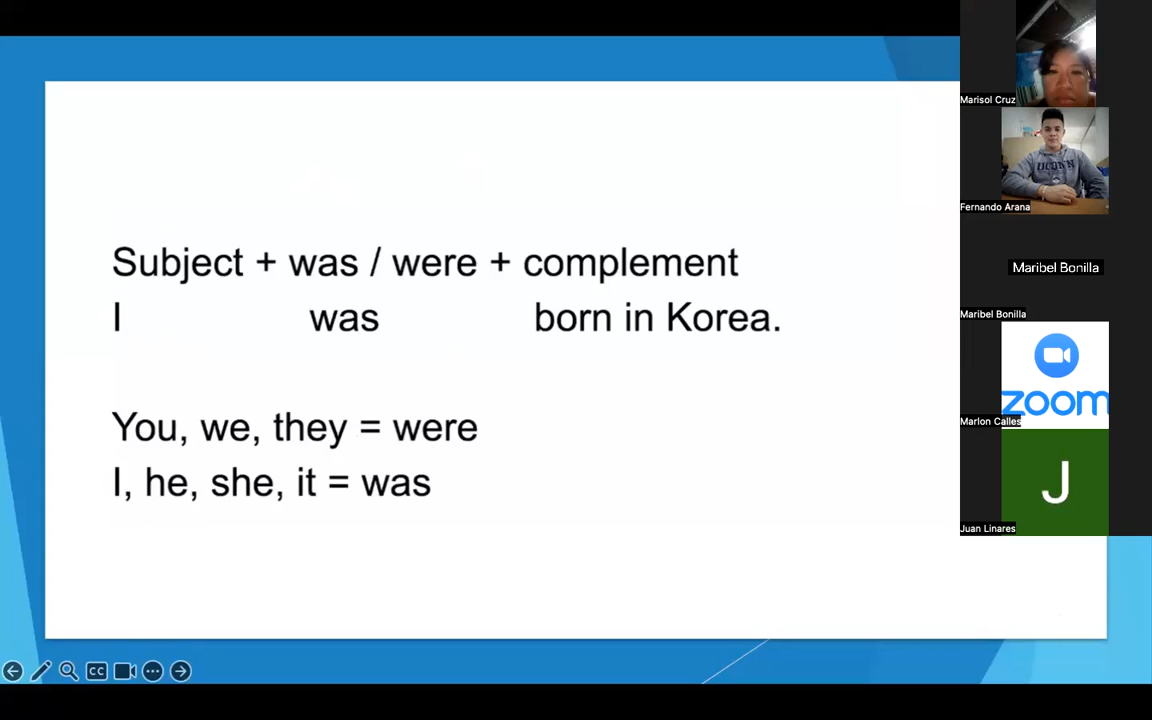 Subject + was / were + complement
I was born in Korea.
You, we, they = were
I, he, she, it = was
Marisol Cruz
UCONN
Fernando Arana
Maribel Bonilla
Maribel Bonilla
zoom
Marlon Calles
J
Juan Linares
CC